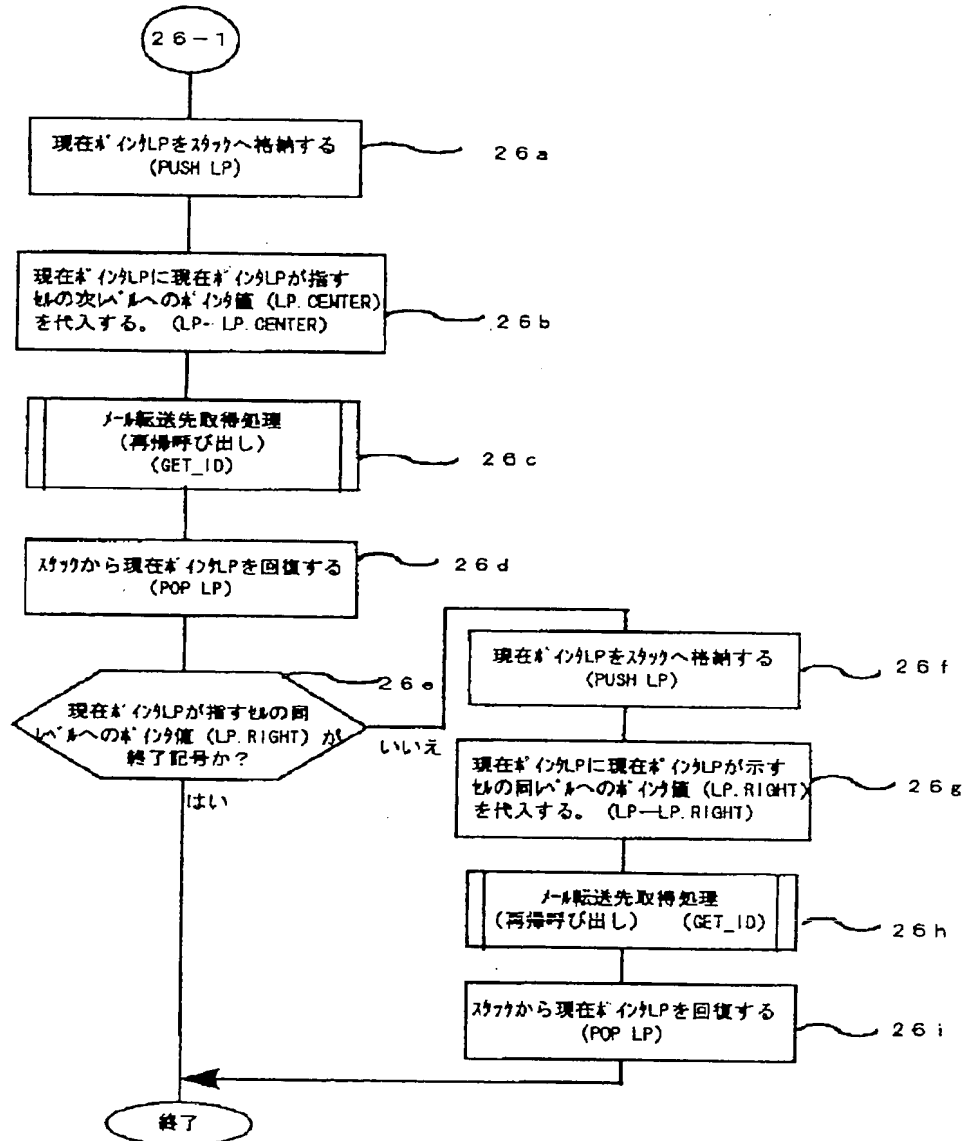 26-1
現在ポインタLPをスタックへ格納する
(PUSH LP)
26a
現在ポインタLPに現在ポインタLPが指す
セルの次レベルへのポインタ値 (LP.CENTER)
を代入する。 (LP←LP.CENTER)
26b
メール転送先取得処理
(再帰呼び出し)
(GET_ID)
26c
スタックから現在ポインタLPを回復する
(POP LP)
26d
26e
現在ポインタLPが指すセルの同
レベルへのポインタ値 (LP.RIGHT) が
終了記号か?
いいえ
はい
現在ポインタLPをスタックへ格納する
(PUSH LP)
26f
現在ポインタLPに現在ポインタLPが示す
セルの同レベルへのポインタ値 (LP.RIGHT)
を代入する。 (LP←LP.RIGHT)
26g
メール転送先取得処理
(再帰呼び出し) (GET_ID)
26h
スタックから現在ポインタLPを回復する
(POP LP)
26i
終了